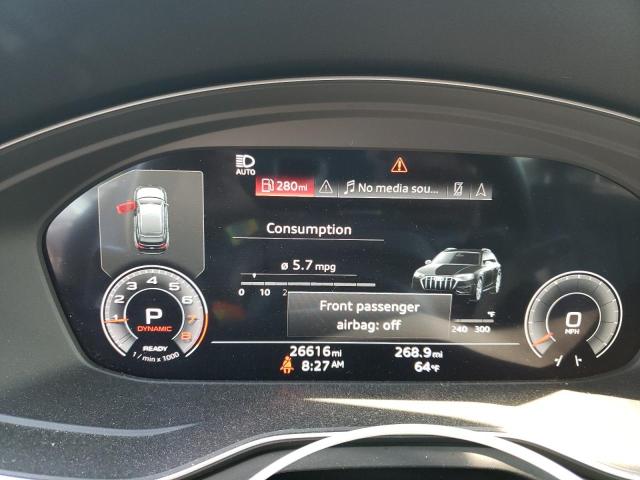 AUTO
280mi No media sou...
Consumption
ø 5.7 mpg
0 10 2
Front passenger
airbag: off
°F
240 300
1 2 3 4 5 6 7 8
P
DYNAMIC
READY
1 / min x 1000
0
MPH
26616mi 268.9mi
8:27AM 64°F